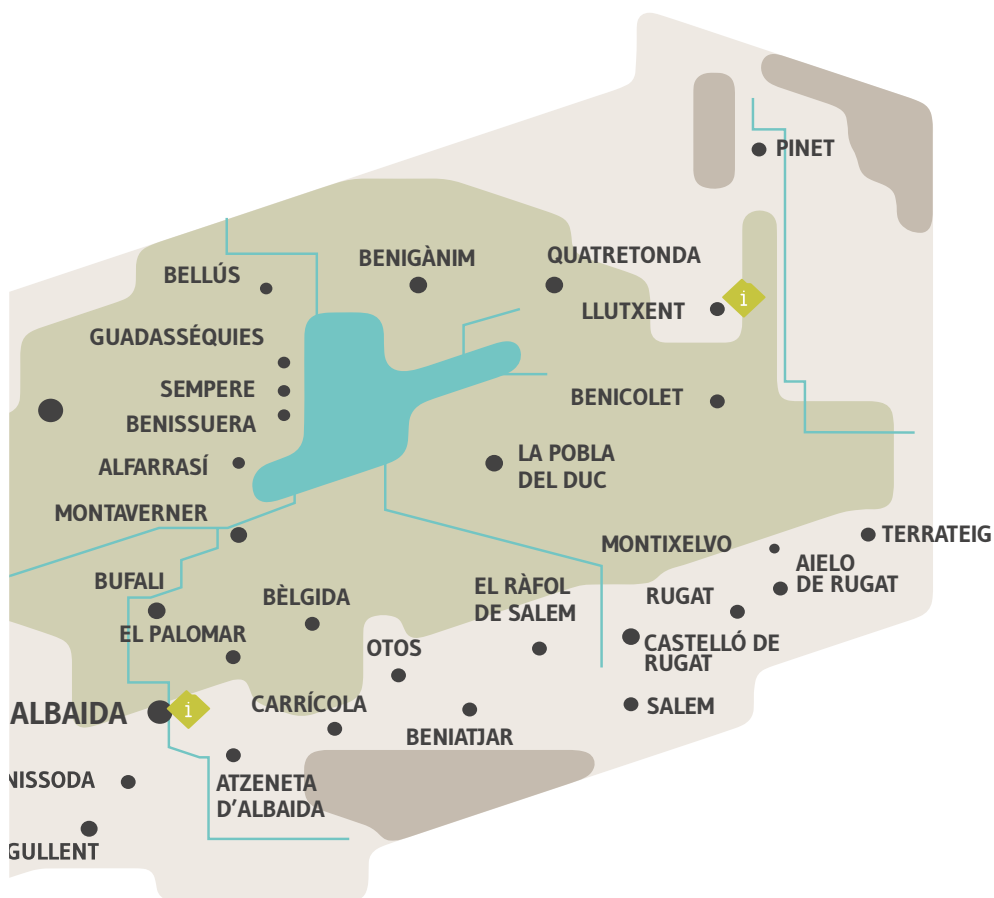 PINET
QUATRETONDA
BENIGÀNIM
BELLÚS
i
LLUTXENT
GUADASSÉQUIES
SEMPERE
BENICOLET
BENISSUERA
LA POBLA
DEL DUC
ALFARRASÍ
MONTAVERNER
TERRATEIG
MONTIXELVO
AIELO
DE RUGAT
BUFALI
EL RÀFOL
DE SALEM
RUGAT
BÈLGIDA
EL PALOMAR
CASTELLÓ DE
RUGAT
OTOS
CARRÍCOLA
SALEM
ALBAIDA
i
BENIATJAR
NISSODA
ATZENETA
D’ALBAIDA
GULLENT